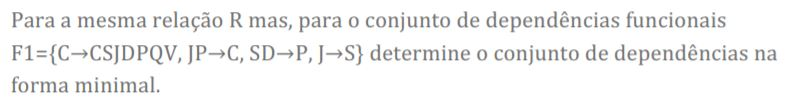 Para a mesma relação R mas, para o conjunto de dependências funcionais
F1={C→CSJDPQV, JP→C, SD→P, J→S} determine o conjunto de dependências na
forma minimal.